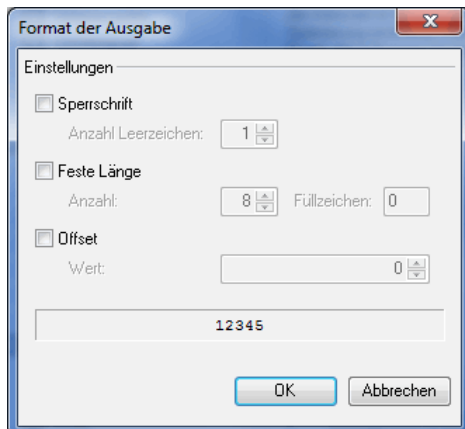 Format der Ausgabe
Einstellungen
Sperrschrift
Anzahl Leerzeichen: 1
Feste Länge
Anzahl: 8 Füllzeichen: 0
Offset
Wert: 0
12345
OK Abbrechen